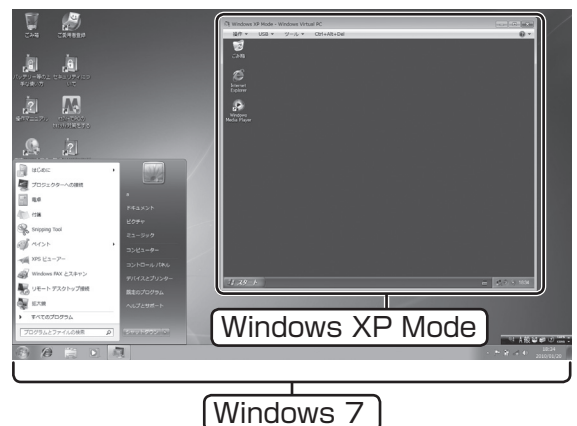 ごみ箱
ご愛用者登録
Windows XP Mode - Windows Virtual PC
操作 ▼ USB ▼ ツール ▼ Ctrl+Alt+Del
ごみ箱
Internet
Explorer
Windows
Media Player
はじめに
プロジェクターへの接続
電卓
付箋
Snipping Tool
ペイント
XPS ビューアー
Windows FAX とスキャン
リモート デスクトップ接続
拡大鏡
すべてのプログラム
プログラムとファイルの検索
ドキュメント
ピクチャ
ミュージック
コンピューター
コントロール パネル
デバイスとプリンター
既定のプログラム
ヘルプとサポート
スタート
Windows XP Mode
Windows 7